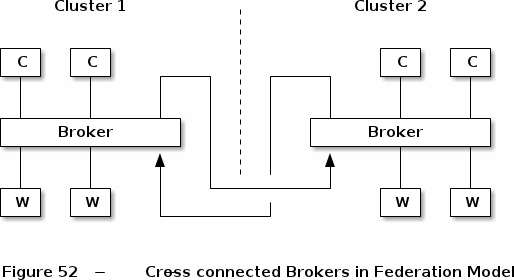 Cluster 1 Cluster 2
C C C C
Broker Broker
W W W W
Figure 52 — Cross connected Brokers in Federation Model